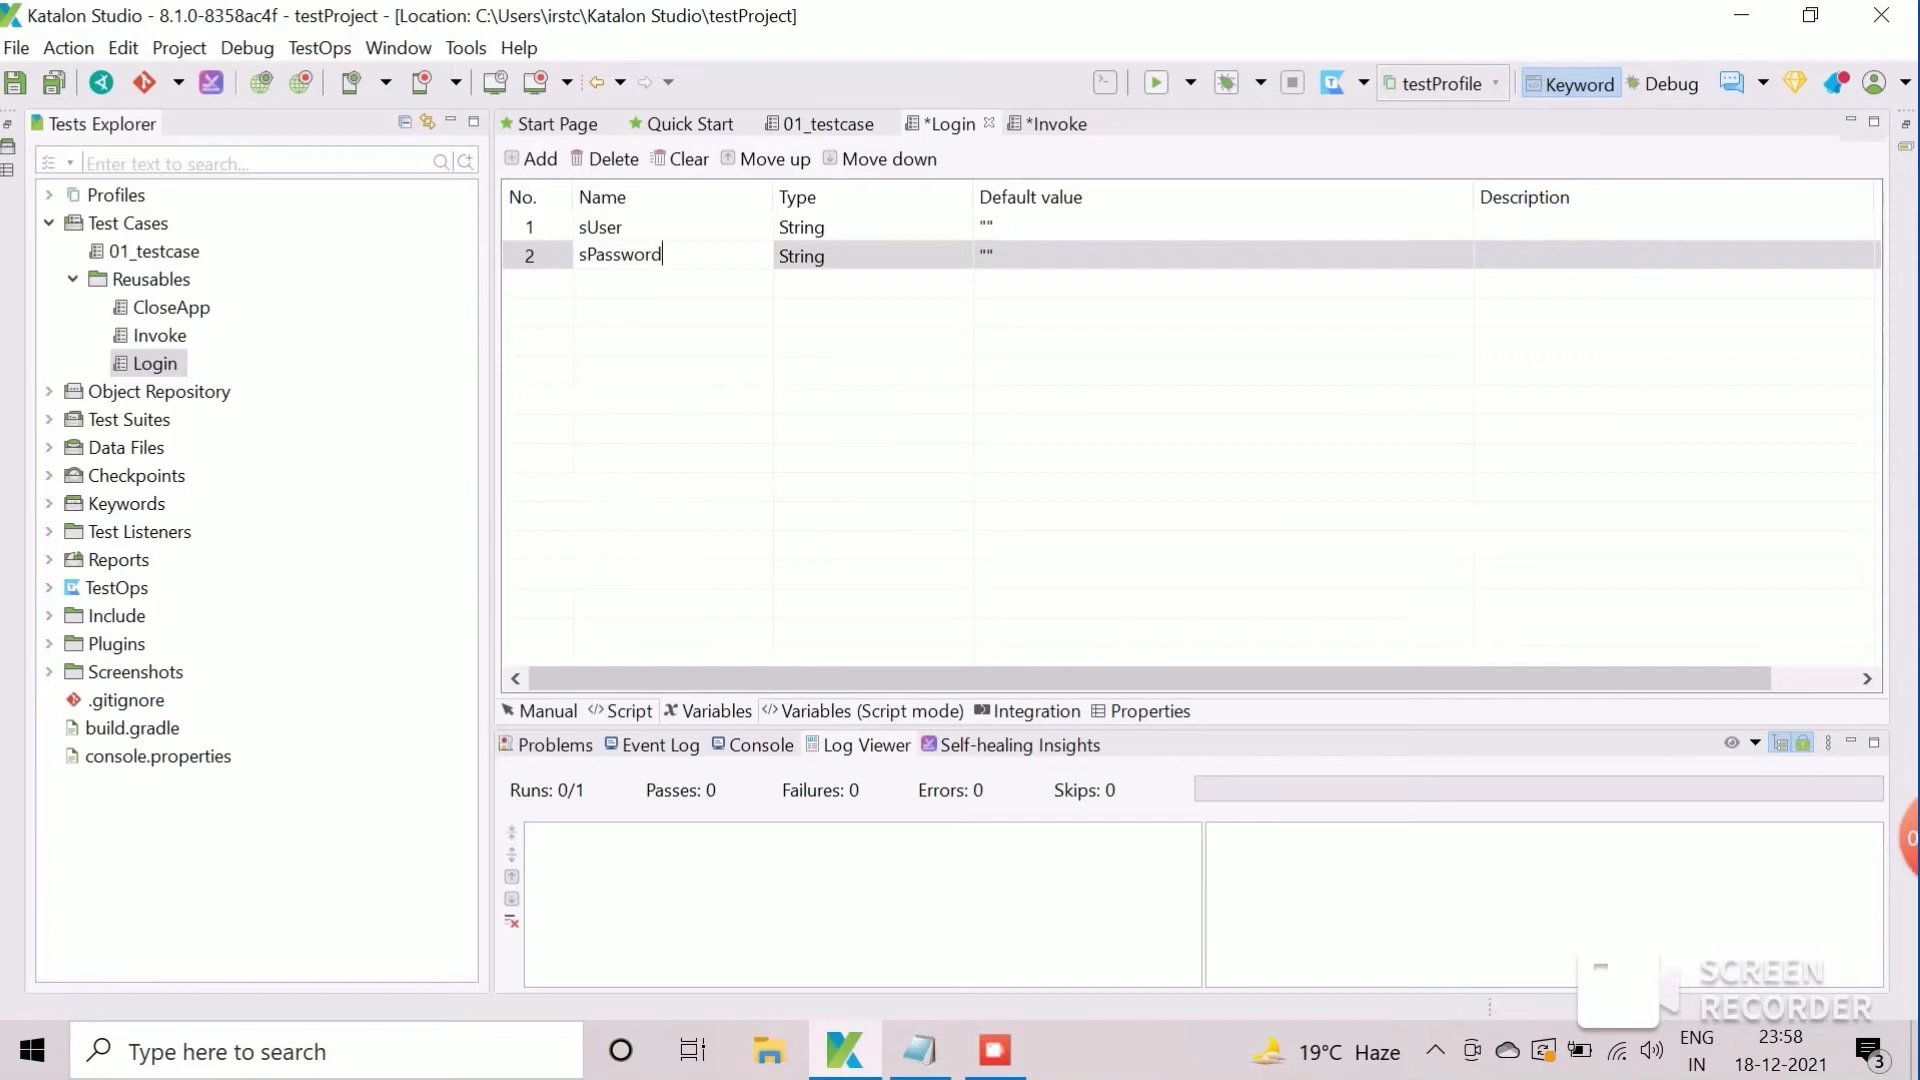 Katalon Studio - 8.1.0-8358ac4f - testProject - [Location: C:\Users\irstc\Katalon Studio\testProject]
File Action Edit Project Debug TestOps Window Tools Help
testProfile Keyword Debug
Tests Explorer
Enter text to search...
Profiles
Test Cases
01_testcase
Reusables
CloseApp
Invoke
Login
Object Repository
Test Suites
Data Files
Checkpoints
Keywords
Test Listeners
Reports
TestOps
Include
Plugins
Screenshots
.gitignore
build.gradle
console.properties
Start Page Quick Start 01_testcase *Login *Invoke
Add Delete Clear Move up Move down
No. Name Type Default value Description
1 sUser String ""
2 sPassword String ""
Manual Script Variables Variables (Script mode) Integration Properties
Problems Event Log Console Log Viewer Self-healing Insights
Runs: 0/1 Passes: 0 Failures: 0 Errors: 0 Skips: 0
0
SCREEN
RECORDER
Type here to search
19°C Haze
ENG
IN
23:58
18-12-2021
3